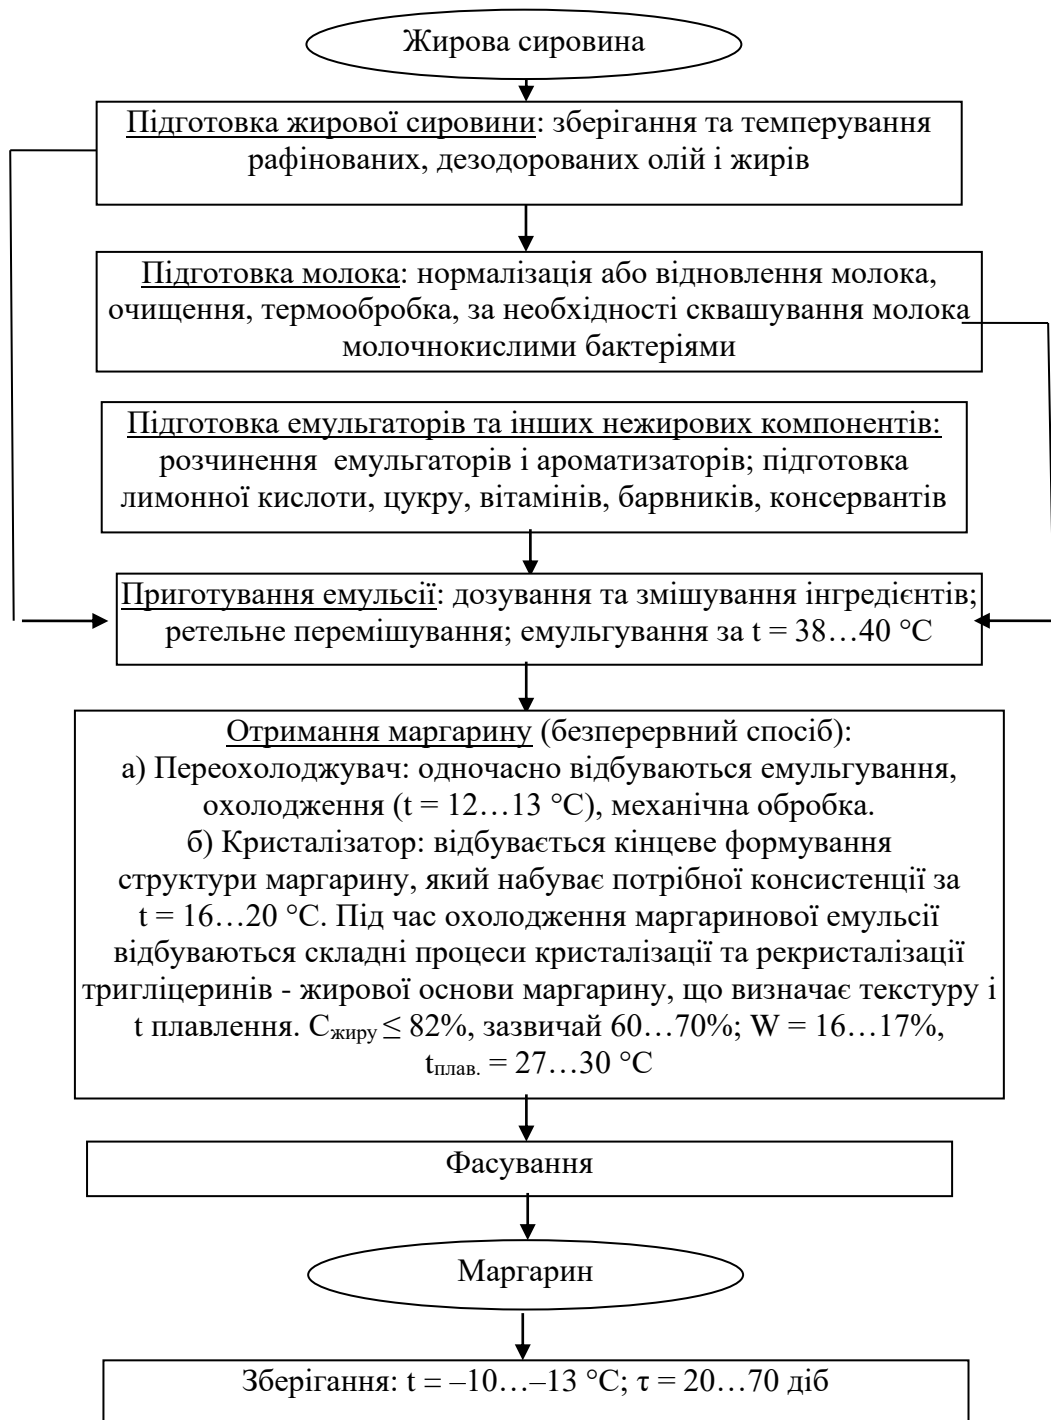 Жирова сировина
Підготовка жирової сировини: зберігання та темперування
рафінованих, дезодорованих олій і жирів
Підготовка молока: нормалізація або відновлення молока,
очищення, термообробка, за необхідності сквашування молока
молочнокислими бактеріями
Підготовка емульгаторів та інших нежирових компонентів:
розчинення емульгаторів і ароматизаторів; підготовка
лимонної кислоти, цукру, вітамінів, барвників, консервантів
Приготування емульсії: дозування та змішування інгредієнтів;
ретельне перемішування; емульгування за t = 38…40 °C
Отримання маргарину (безперервний спосіб):
а) Переохолоджувач: одночасно відбуваються емульгування,
охолодження (t = 12…13 °C), механічна обробка.
б) Кристалізатор: відбувається кінцеве формування
структури маргарину, який набуває потрібної консистенції за
t = 16…20 °C. Під час охолодження маргаринової емульсії
відбуваються складні процеси кристалізації та рекристалізації
тригліцеринів - жирової основи маргарину, що визначає текстуру і
t плавлення. Сжиру ≤ 82%, зазвичай 60…70%; W = 16…17%,
tплав. = 27…30 °C
Фасування
Маргарин
Зберігання: t = –10…–13 °C; τ = 20…70 діб